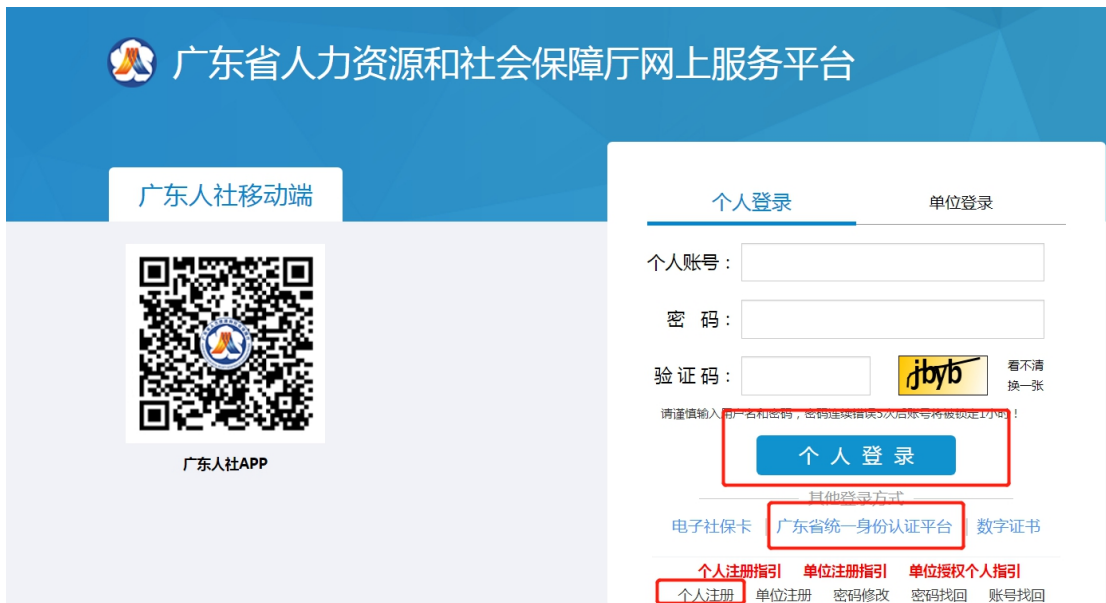 广东省人力资源和社会保障厅网上服务平台
广东人社移动端
广东人社APP
个人登录 单位登录
个人账号：
密 码：
验证码： jbyb 看不清
换一张
请谨慎输入用户名和密码，密码连续错误5次后账号将被锁定1小时！
个人登录
其他登录方式
电子社保卡 | 广东省统一身份认证平台 | 数字证书
个人注册指引 单位注册指引 单位授权个人指引
个人注册 单位注册 密码修改 密码找回 账号找回